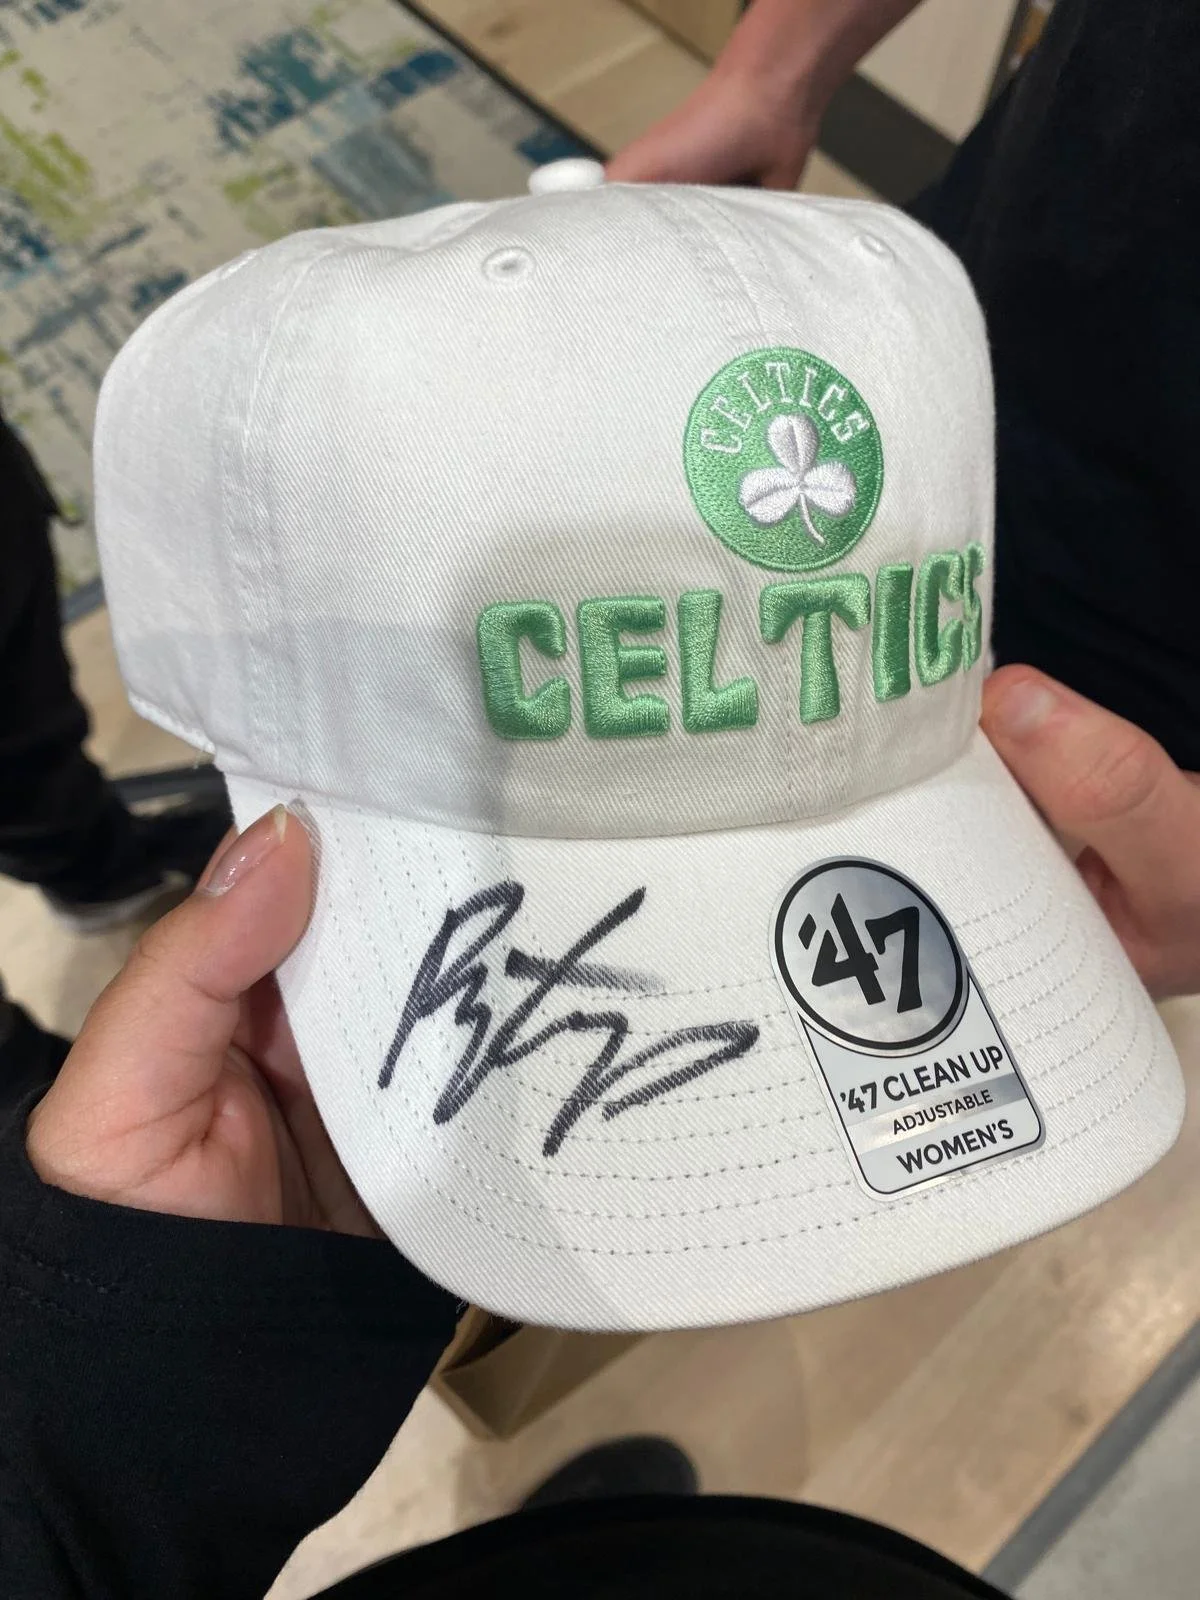 CELTICS
CELTICS
'47
'47 CLEAN UP
ADJUSTABLE
WOMEN'S